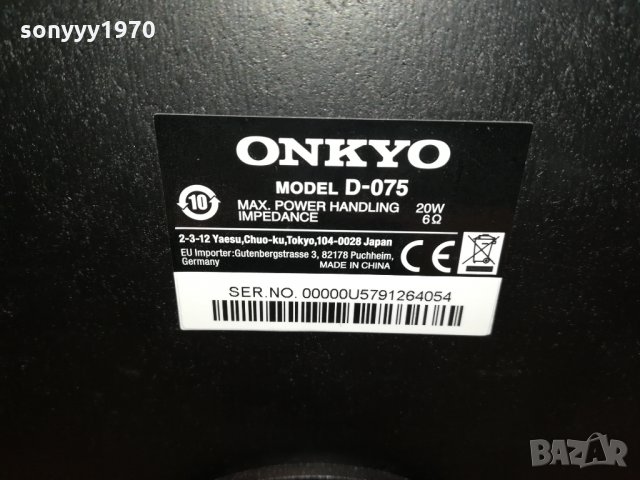 sonyyy1970
ONKYO
MODEL D-075
10
MAX. POWER HANDLING 20W
IMPEDANCE 6Ω
2-3-12 Yaesu,Chuo-ku,Tokyo,104-0028 Japan
EU Importer:Gutenbergstrasse 3, 82178 Puchheim,
Germany
MADE IN CHINA
CE
SER.NO. 00000U5791264054
BAZAR